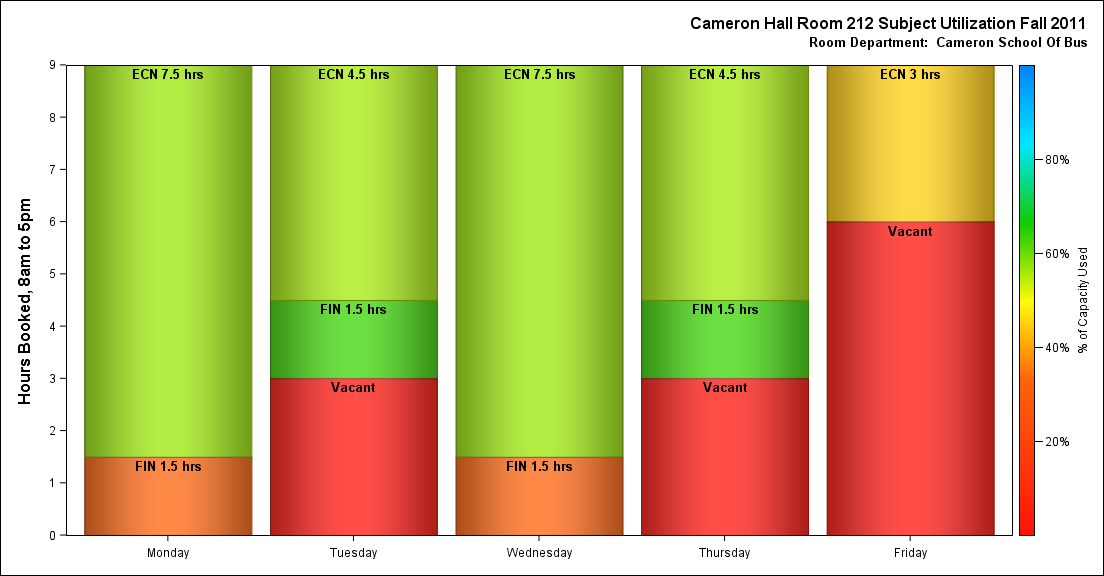 Cameron Hall Room 212 Subject Utilization Fall 2011
Room Department:  Cameron School Of Bus
Hours Booked, 8am to 5pm
9
8
7
6
5
4
3
2
1
0
ECN 7.5 hrs
FIN 1.5 hrs
ECN 4.5 hrs
FIN 1.5 hrs
Vacant
ECN 7.5 hrs
FIN 1.5 hrs
ECN 4.5 hrs
FIN 1.5 hrs
Vacant
ECN 3 hrs
Vacant
Monday
Tuesday
Wednesday
Thursday
Friday
80%
60%
40%
20%
% of Capacity Used